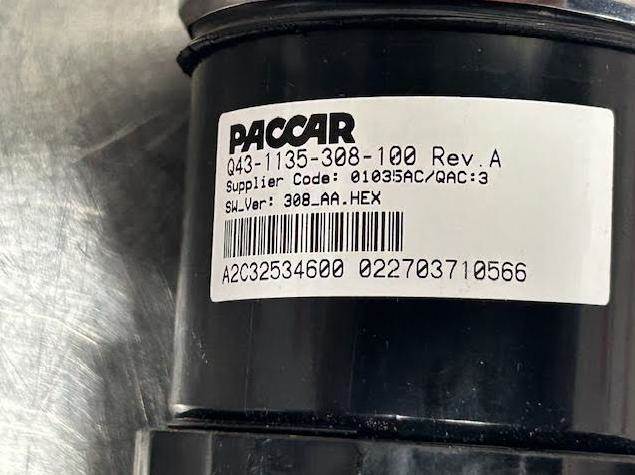 PACCAR
Q43-1135-308-100 Rev.A
Supplier Code: 01035AC/QAC:3
SW_Ver: 308_AA.HEX
A2C32534600 022703710566